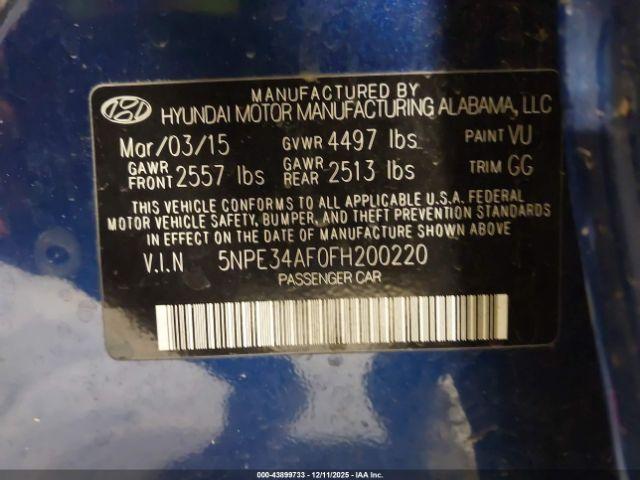 MANUFACTURED BY
HYUNDAI MOTOR MANUFACTURING ALABAMA, LLC
Mar/03/15 GVWR 4497 lbs PAINT VU
GAWR FRONT 2557 lbs GAWR REAR 2513 lbs TRIM GG
THIS VEHICLE CONFORMS TO ALL APPLICABLE U.S.A. FEDERAL
MOTOR VEHICLE SAFETY, BUMPER, AND THEFT PREVENTION STANDARDS
IN EFFECT ON THE DATE OF MANUFACTURE SHOWN ABOVE
V.I.N 5NPE34AF0FH200220
PASSENGER CAR
000-43899733 - 12/11/2025 - IAA Inc.